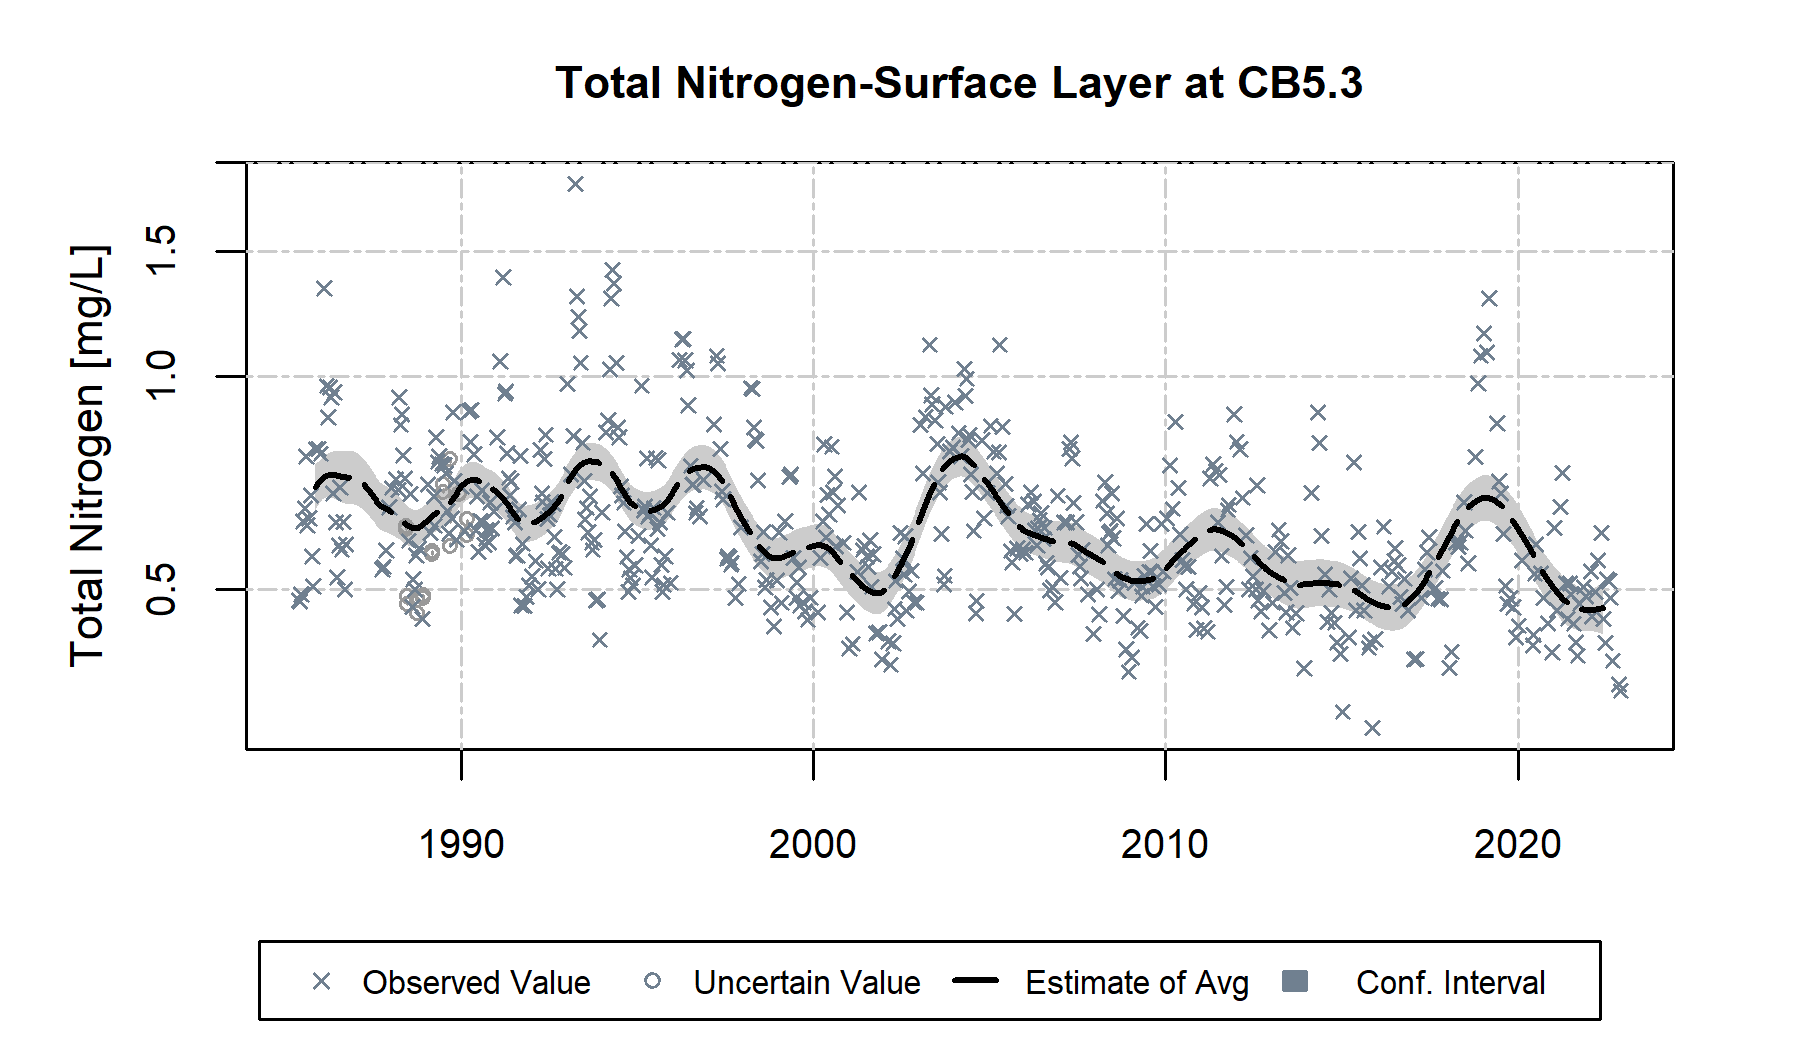 Total Nitrogen-Surface Layer at CB5.3
Total Nitrogen [mg/L]
1.5
1.0
0.5
1990 2000 2010 2020
Observed Value Uncertain Value Estimate of Avg Conf. Interval